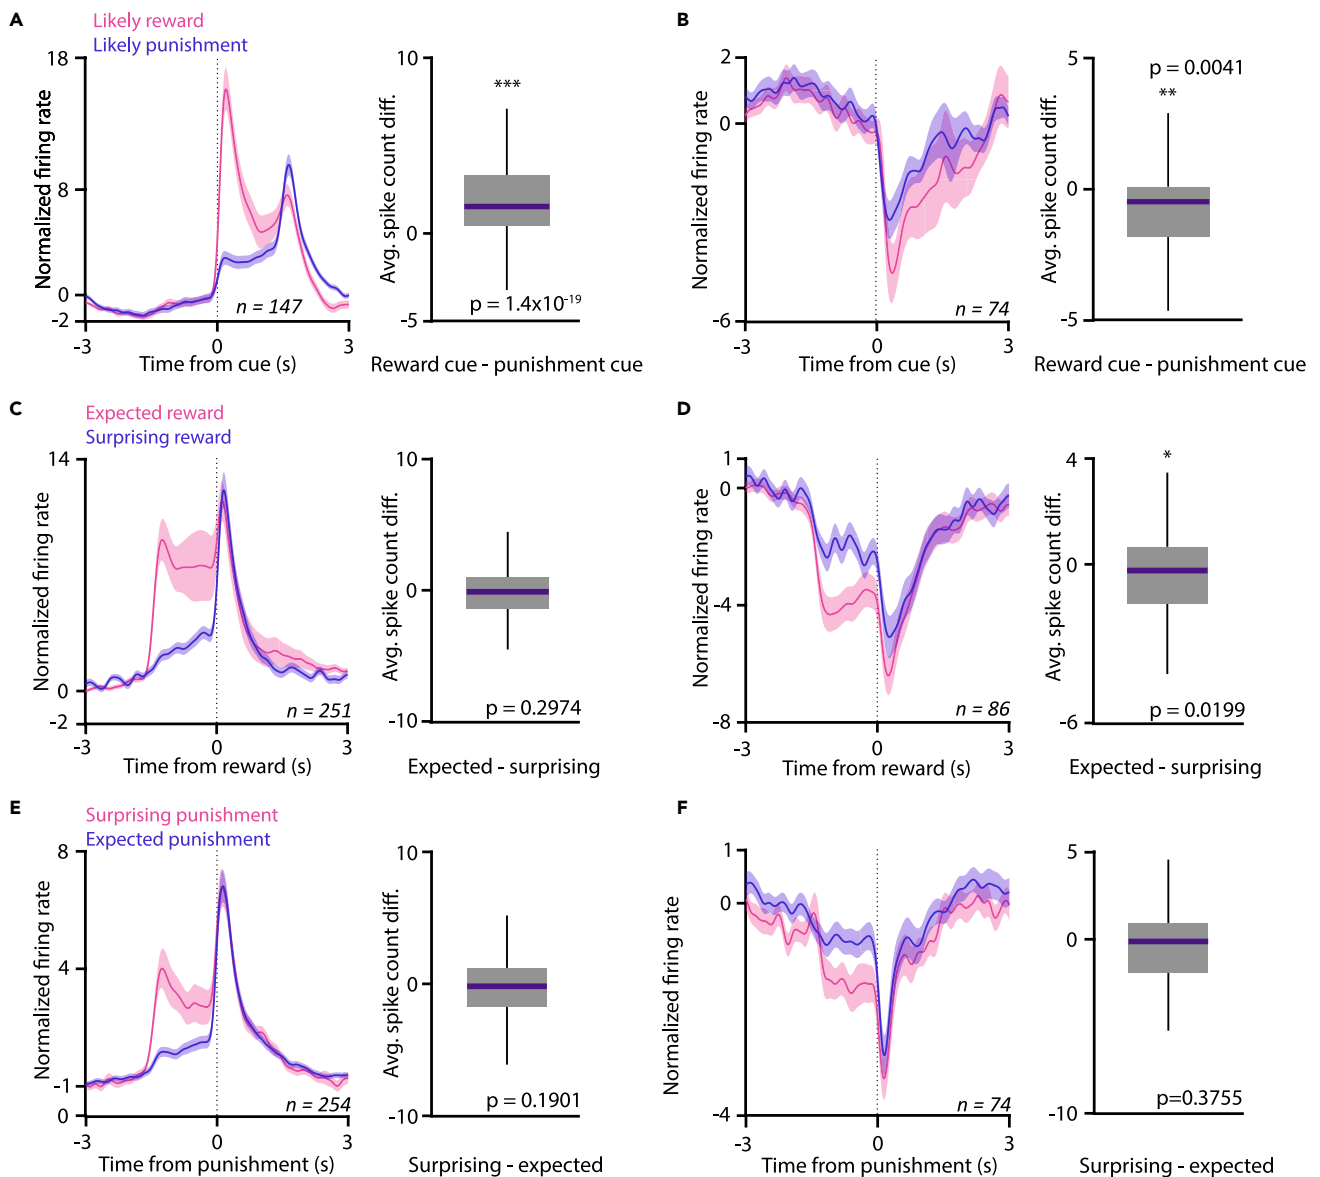 A
Likely reward
Likely punishment
18
8
0
-2
-3
0
3
Normalized firing rate
Time from cue (s)
n = 147
10
0
-5
Avg. spike count diff.
***
p = 1.4x10-19
Reward cue - punishment cue
B
2
0
-6
-3
0
3
Normalized firing rate
Time from cue (s)
n = 74
5
0
-5
Avg. spike count diff.
p = 0.0041
**
Reward cue - punishment cue
C
Expected reward
Surprising reward
14
0
-2
-3
0
3
Normalized firing rate
Time from reward (s)
n = 251
10
0
-10
Avg. spike count diff.
p = 0.2974
Expected - surprising
D
1
0
-4
-8
-3
0
3
Normalized firing rate
Time from reward (s)
n = 86
4
0
-6
Avg. spike count diff.
*
p = 0.0199
Expected - surprising
E
Surprising punishment
Expected punishment
8
4
-1
0
-3
0
3
Normalized firing rate
Time from punishment (s)
n = 254
10
0
-10
Avg. spike count diff.
p = 0.1901
Surprising - expected
F
1
0
-4
-3
0
3
Normalized firing rate
Time from punishment (s)
n = 74
5
0
-10
Avg. spike count diff.
p=0.3755
Surprising - expected